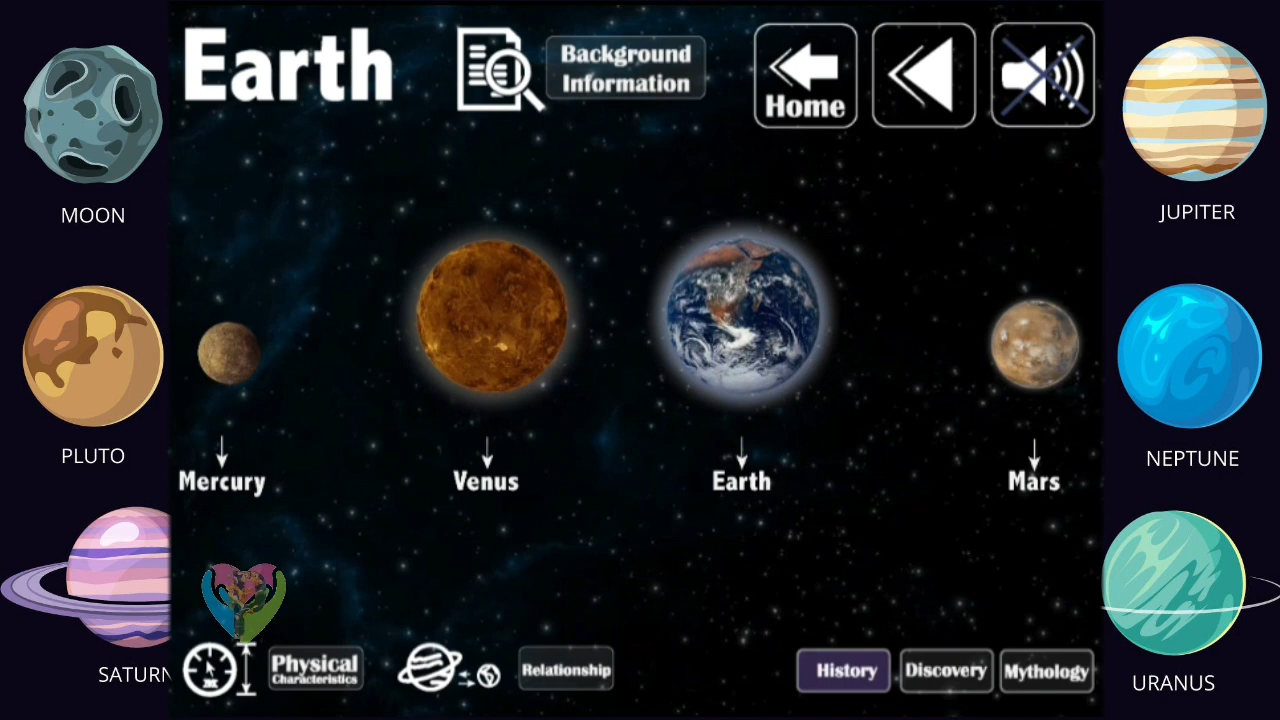 Earth
Background
Information
Home
MOON
JUPITER
PLUTO
NEPTUNE
Mercury
Venus
Earth
Mars
SATURN
Physical
Characteristics
Relationship
History
Discovery
Mythology
URANUS